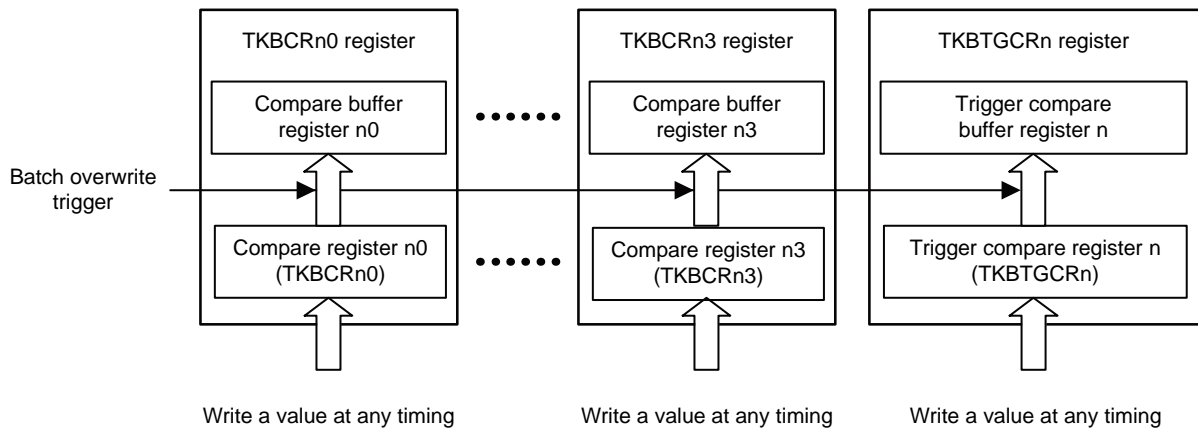 TKBCRn0 register
TKBCRn3 register
TKBTGCRn register
Compare buffer
register n0
Compare buffer
register n3
Trigger compare
buffer register n
Batch overwrite
trigger
Compare register n0
(TKBCRn0)
Compare register n3
(TKBCRn3)
Trigger compare register n
(TKBTGCRn)
Write a value at any timing
Write a value at any timing
Write a value at any timing